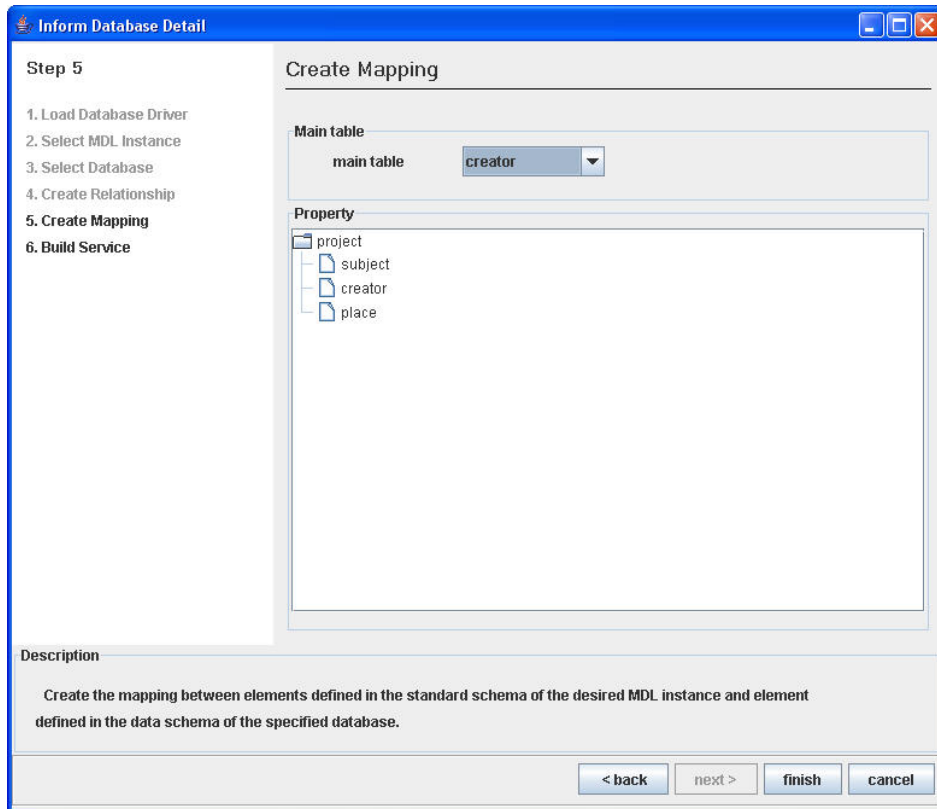 Inform Database Detail
Step 5
1. Load Database Driver
2. Select MDL Instance
3. Select Database
4. Create Relationship
5. Create Mapping
6. Build Service
Create Mapping
Main table
main table creator
Property
project
subject
creator
place
Description
Create the mapping between elements defined in the standard schema of the desired MDL instance and element
defined in the data schema of the specified database.
< back next > finish cancel